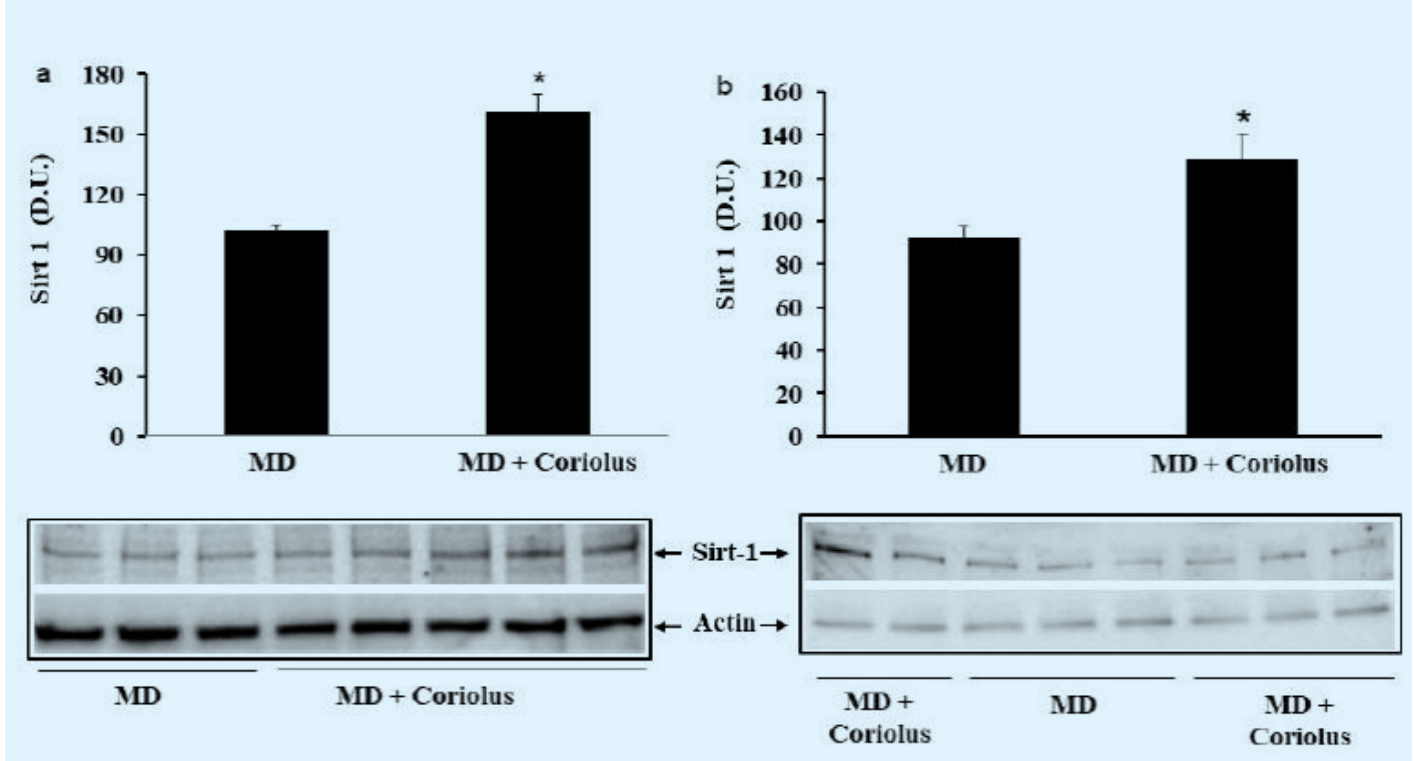 a
180
150
120
90
60
30
0
Sirt 1 (D.U.)
*
MD
MD + Coriolus
b
160
140
120
100
80
60
40
20
0
Sirt 1 (D.U.)
*
MD
MD + Coriolus
Sirt-1
Actin
MD
MD + Coriolus
MD +
Coriolus
MD
MD +
Coriolus